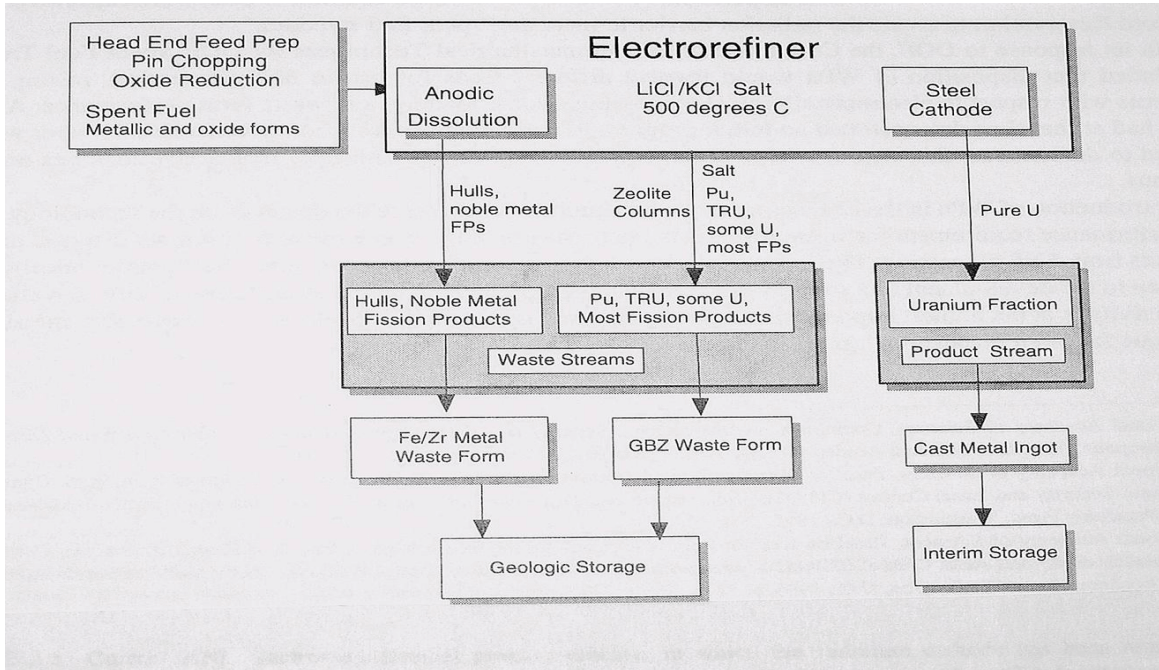 Head End Feed Prep
Pin Chopping
Oxide Reduction
Spent Fuel
Metallic and oxide forms
Electrorefiner
Anodic
Dissolution
LiCl/KCl Salt
500 degrees C
Steel
Cathode
Hulls,
noble metal
FPs
Zeolite
Columns
Salt
Pu,
TRU,
some U,
most FPs
Pure U
Hulls, Noble Metal
Fission Products
Pu, TRU, some U,
Most Fission Products
Waste Streams
Uranium Fraction
Product Stream
Fe/Zr Metal
Waste Form
GBZ Waste Form
Cast Metal Ingot
Geologic Storage
Interim Storage